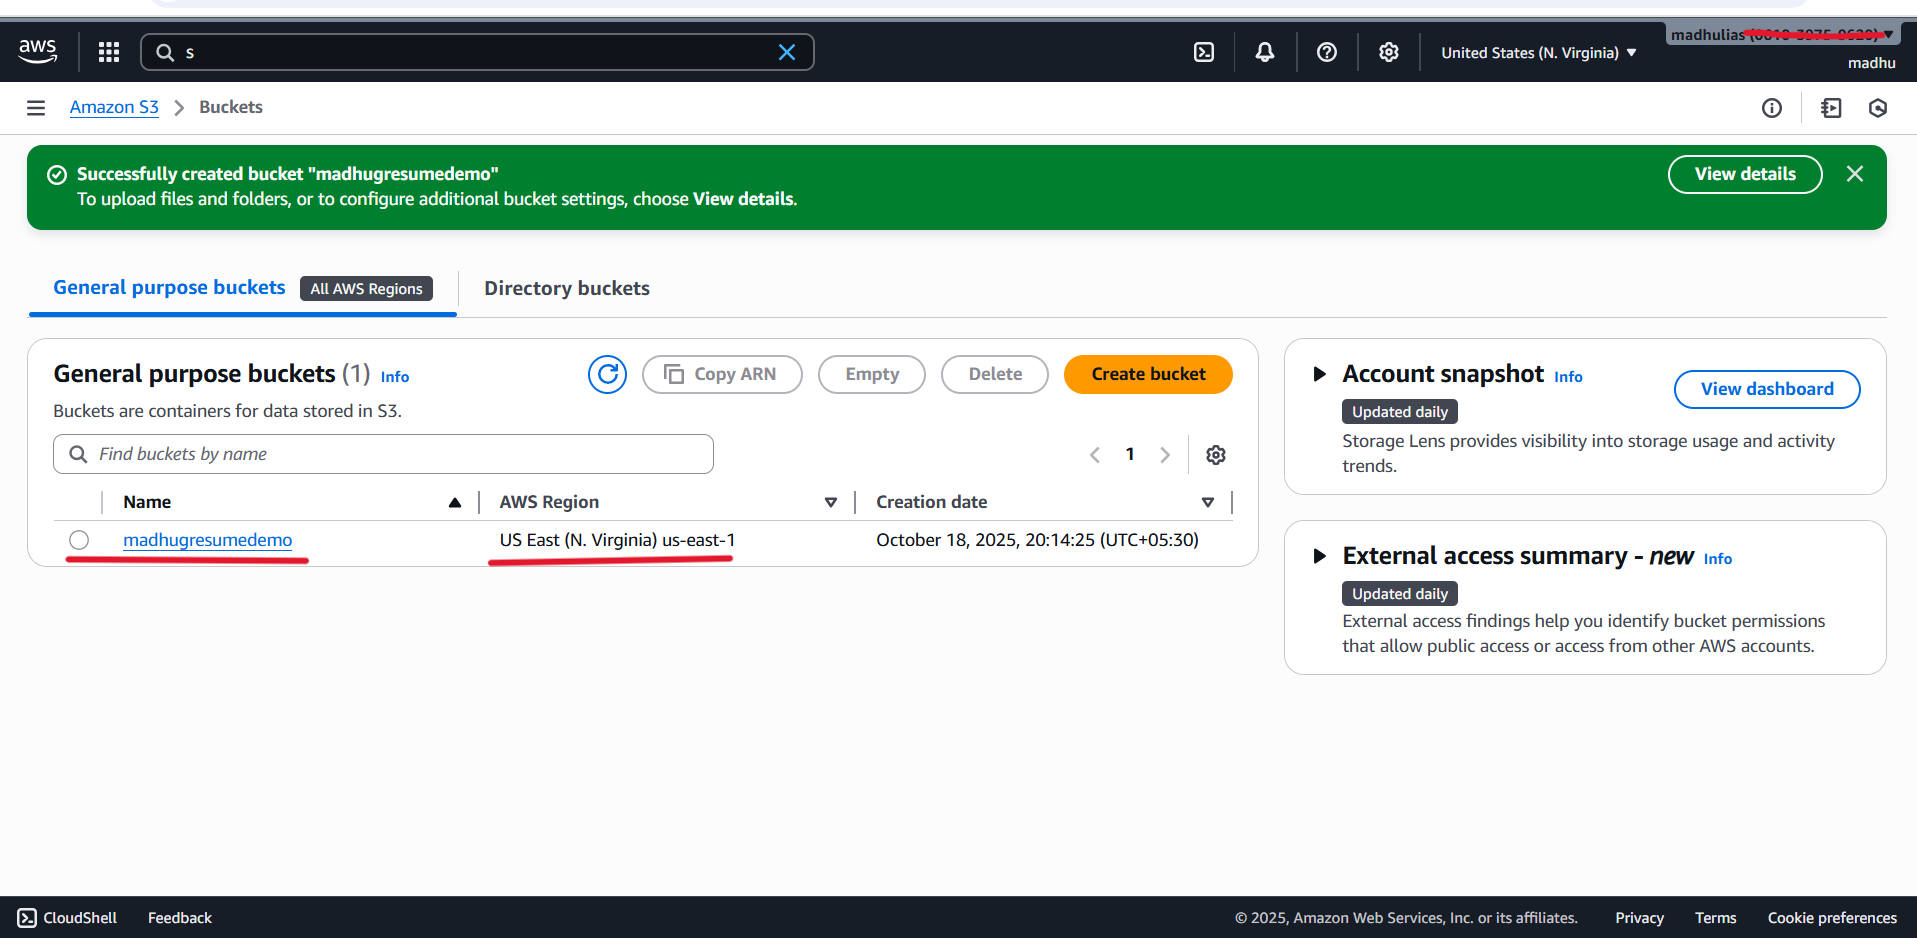 aws
s
United States (N. Virginia)
madhulias
madhu
Amazon S3 > Buckets
Successfully created bucket "madhugresumedemo"
To upload files and folders, or to configure additional bucket settings, choose View details.
View details
General purpose buckets All AWS Regions
Directory buckets
General purpose buckets (1) Info
Copy ARN
Empty
Delete
Create bucket
Buckets are containers for data stored in S3.
Find buckets by name
1
Name AWS Region Creation date
madhugresumedemo US East (N. Virginia) us-east-1 October 18, 2025, 20:14:25 (UTC+05:30)
Account snapshot Info
View dashboard
Updated daily
Storage Lens provides visibility into storage usage and activity
trends.
External access summary - new Info
Updated daily
External access findings help you identify bucket permissions
that allow public access or access from other AWS accounts.
CloudShell Feedback © 2025, Amazon Web Services, Inc. or its affiliates. Privacy Terms Cookie preferences